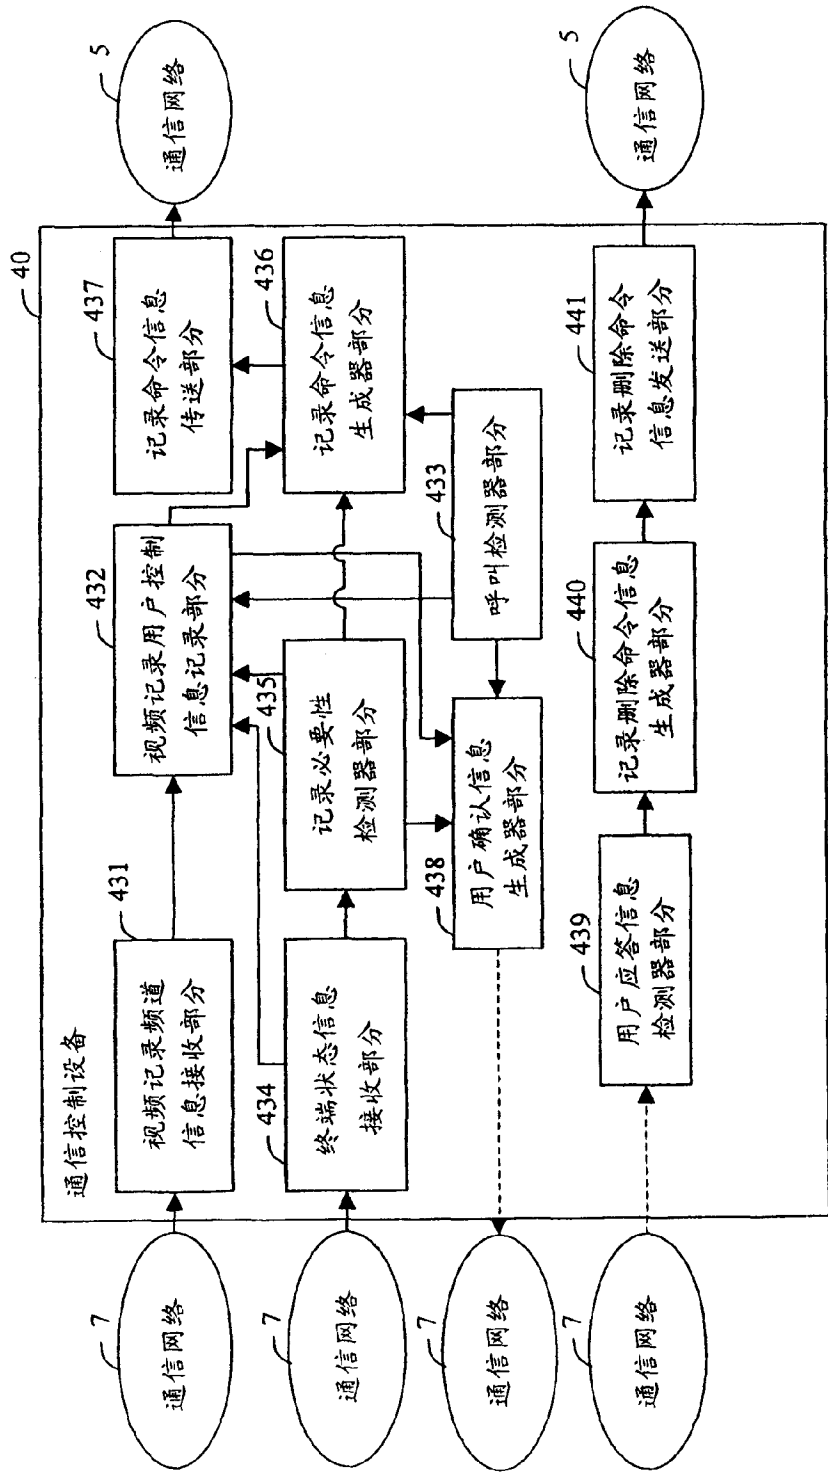 40
通信控制设备
7
通信网络
431
视频记录频道
信息接收部分
432
视频记录用户控制
信息记录部分
437
记录命令信息
传送部分
5
通信网络
7
通信网络
434
终端状态信息
接收部分
435
记录必要性
检测器部分
436
记录命令信息
生成器部分
7
通信网络
438
用户确认信息
生成器部分
433
呼叫检测器部分
7
通信网络
439
用户应答信息
检测器部分
440
记录删除命令信息
生成器部分
441
记录删除命令
信息发送部分
5
通信网络